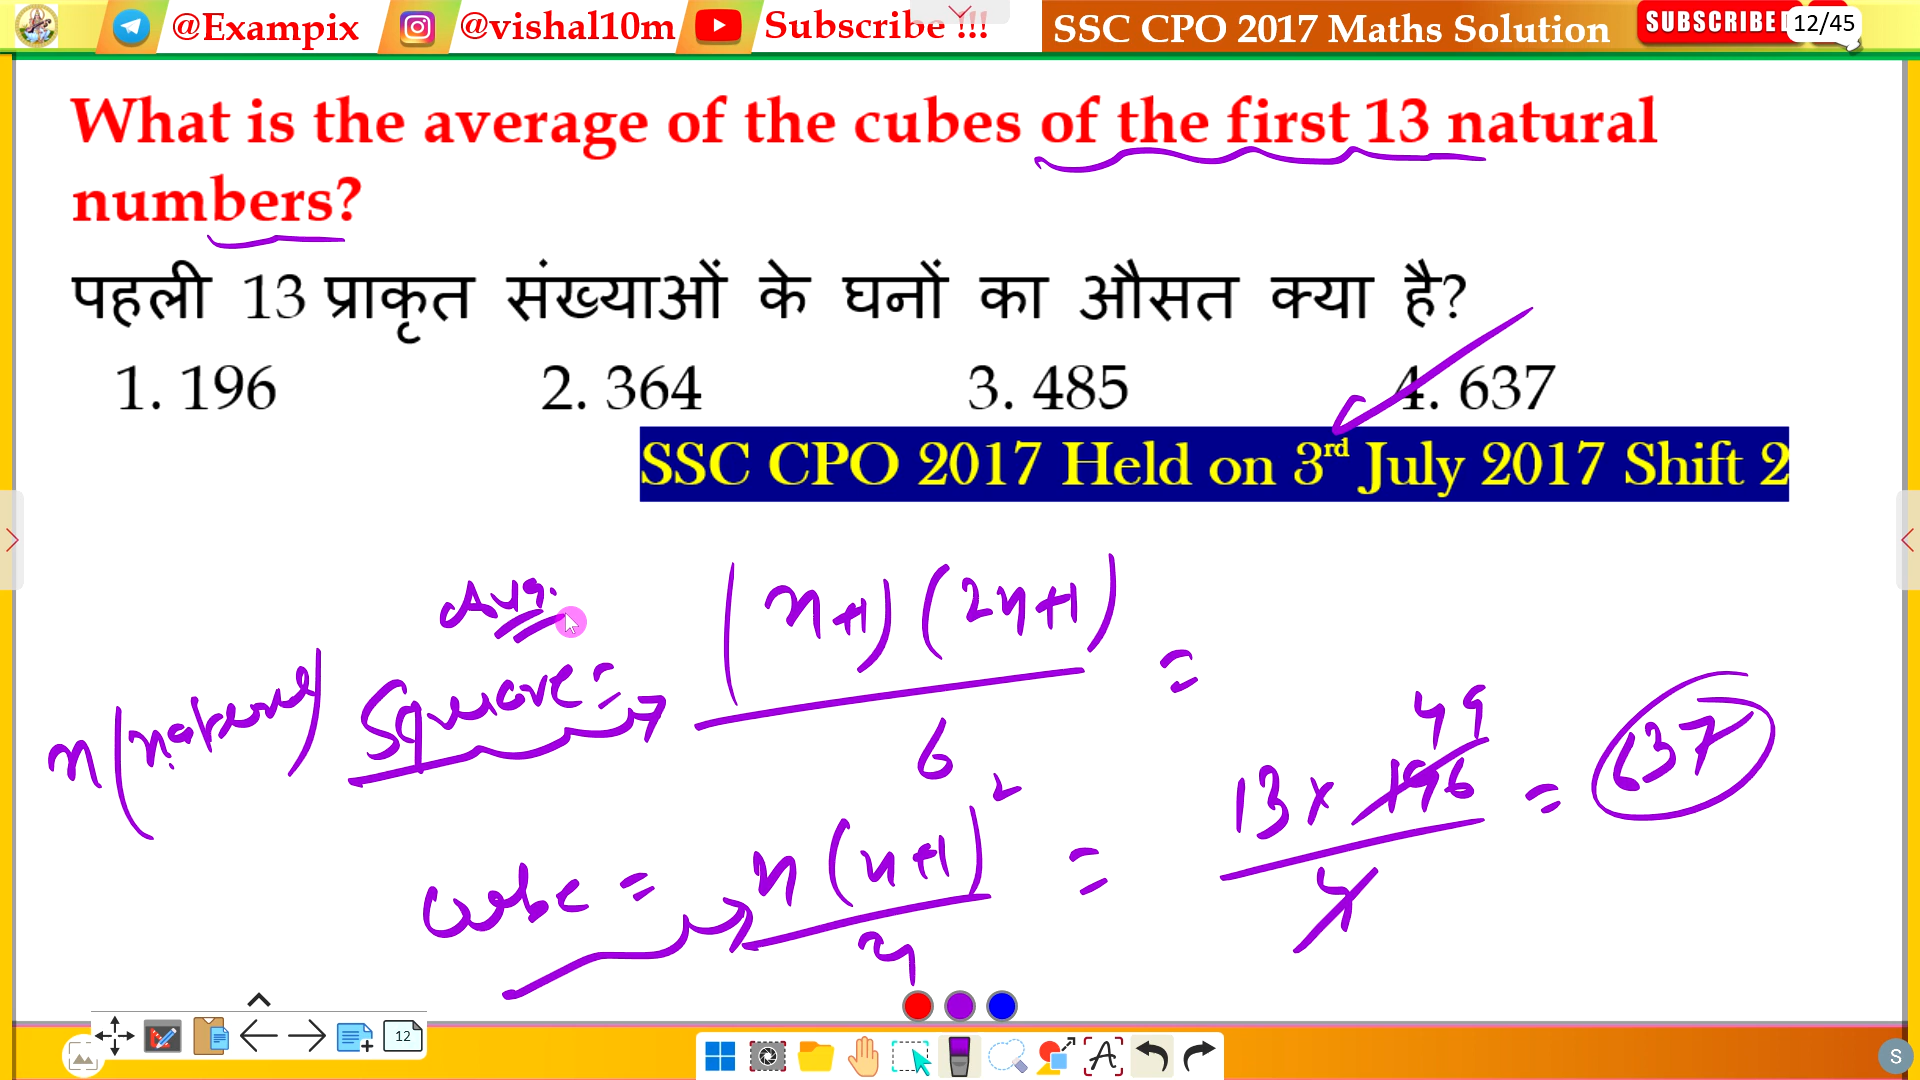 @Exampix @vishal10m Subscribe !!! SSC CPO 2017 Maths Solution SUBSCRIBE 12/45
What is the average of the cubes of the first 13 natural
numbers?
पहली 13 प्राकृत संख्याओं के घनों का औसत क्या है?
1. 196 2. 364 3. 485 4. 637
SSC CPO 2017 Held on 3rd July 2017 Shift 2
Avg.
n(natural) Square = (n+1)(2n+1) =
6
Cube = n(n+1)² = 13 × 196 49 = 637
4 4
12
S